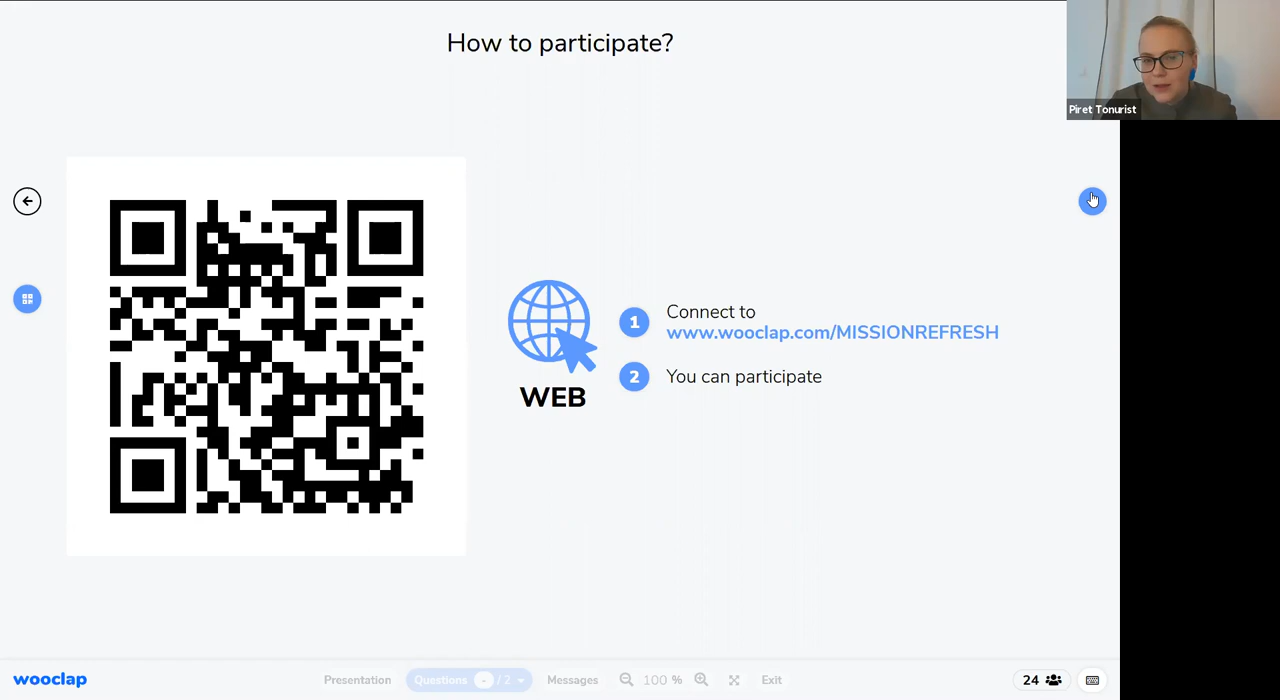 How to participate?
Piret Tonurist
1
Connect to
www.wooclap.com/MISSIONREFRESH
2
You can participate
WEB
wooclap
Presentation
Questions - / 2
Messages
100 %
Exit
24